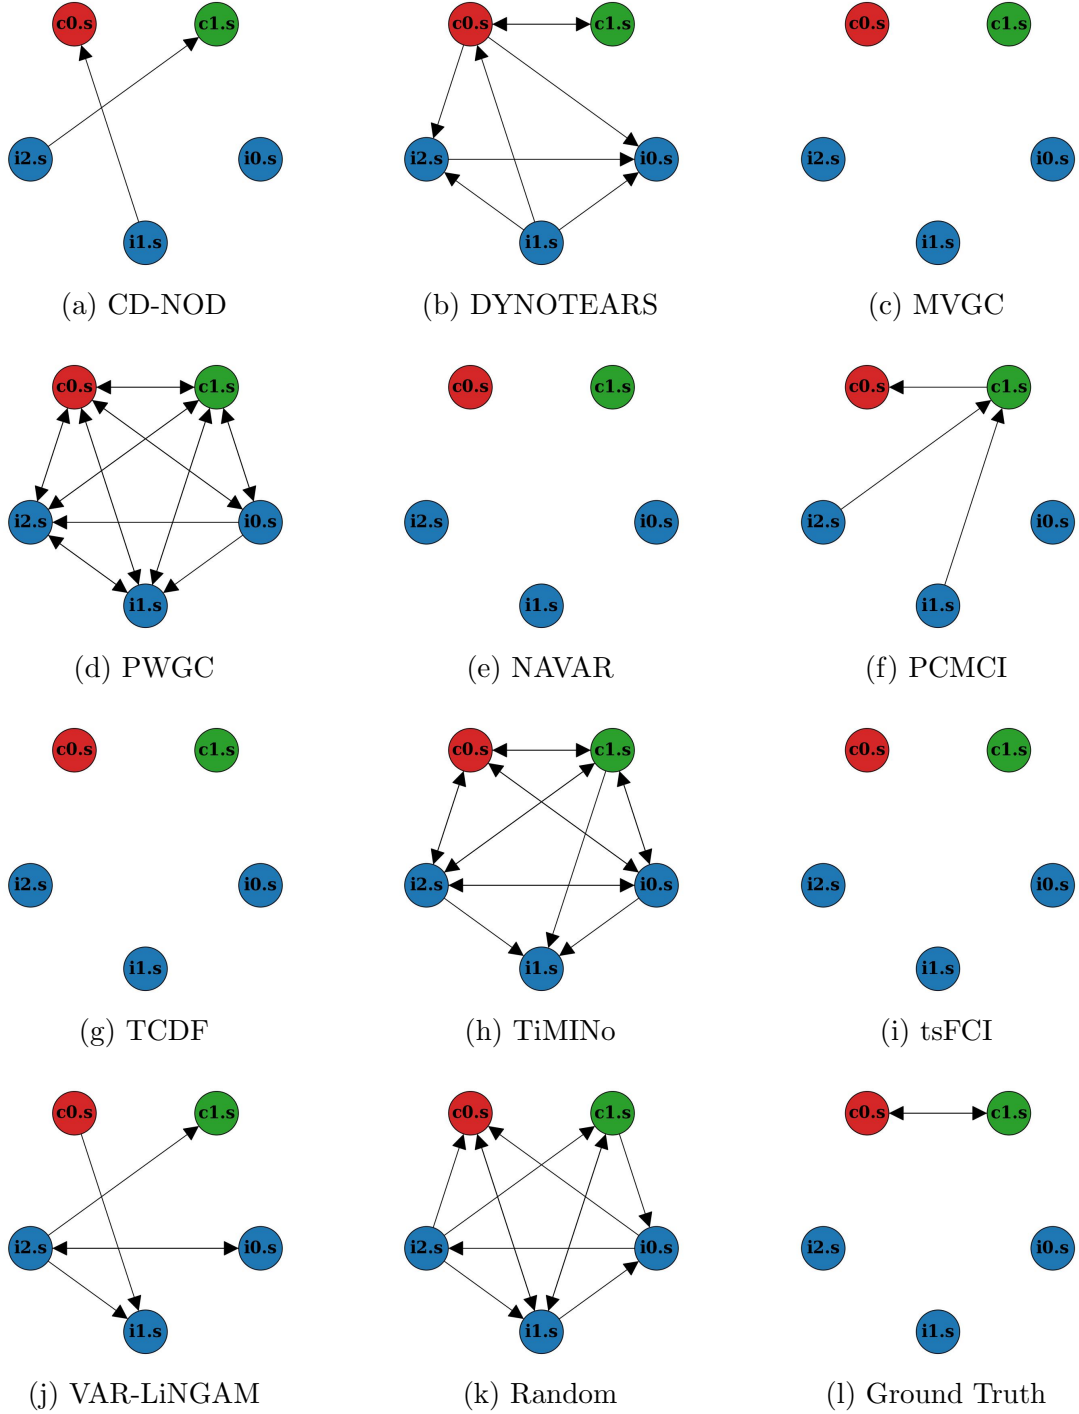 c0.s c1.s c0.s c1.s c0.s c1.s
i2.s i0.s i2.s i0.s i2.s i0.s
i1.s i1.s i1.s
(a) CD-NOD (b) DYNOTEARS (c) MVGC
c0.s c1.s c0.s c1.s c0.s c1.s
i2.s i0.s i2.s i0.s i2.s i0.s
i1.s i1.s i1.s
(d) PWGC (e) NAVAR (f) PCMCI
c0.s c1.s c0.s c1.s c0.s c1.s
i2.s i0.s i2.s i0.s i2.s i0.s
i1.s i1.s i1.s
(g) TCDF (h) TiMINo (i) tsFCI
c0.s c1.s c0.s c1.s c0.s c1.s
i2.s i0.s i2.s i0.s i2.s i0.s
i1.s i1.s i1.s
(j) VAR-LiNGAM (k) Random (l) Ground Truth